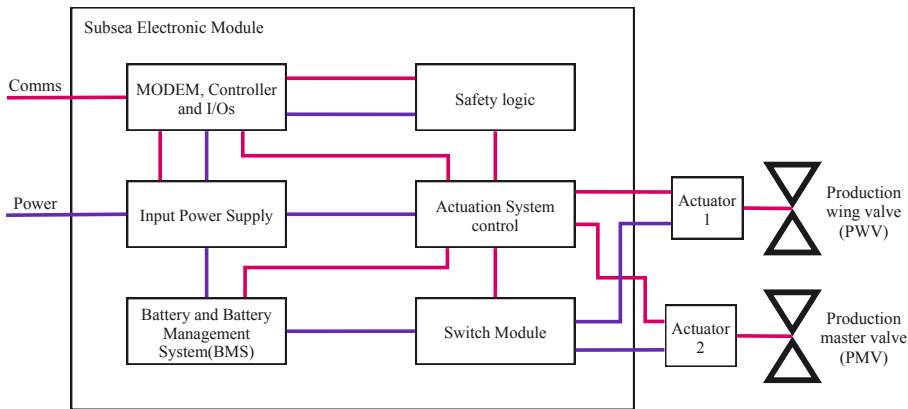 Subsea Electronic Module
Comms
MODEM, Controller
and I/Os
Safety logic
Power
Input Power Supply
Actuation System
control
Actuator
1
Production
wing valve
(PWV)
Battery and Battery
Management
System(BMS)
Switch Module
Actuator
2
Production
master valve
(PMV)